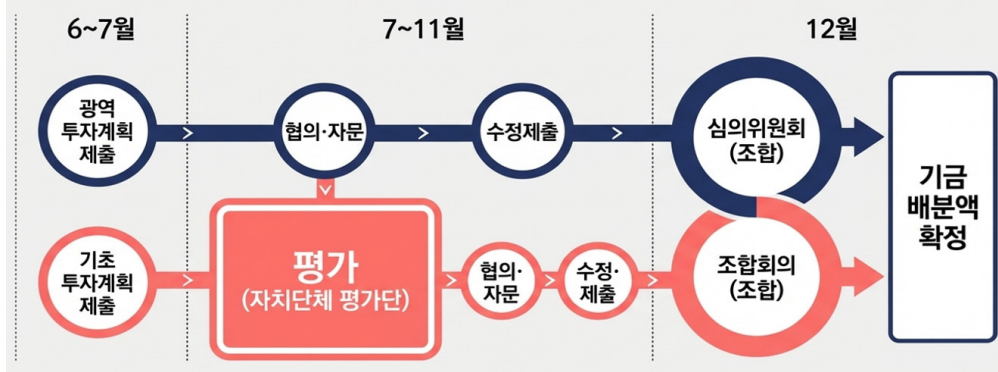 6~7월
7~11월
12월
광역
투자계획
제출
협의·자문
수정제출
심의위원회
(조합)
기금
배분액
확정
기초
투자계획
제출
평가
(자치단체 평가단)
협의·
자문
수정·
제출
조합회의
(조합)